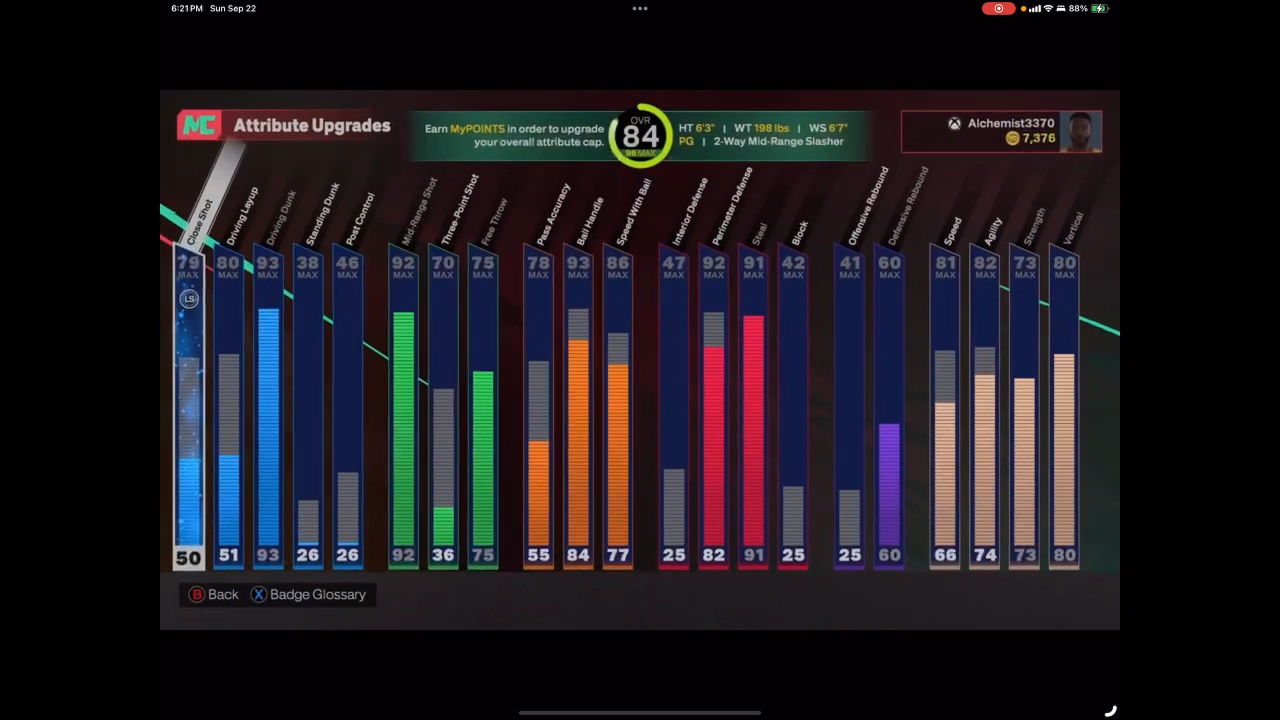 6:21PM Sun Sep 22
88%
MC Attribute Upgrades
Earn MyPOINTS in order to upgrade
your overall attribute cap.
OVR
84
96 MAX
HT 6'3" | WT 198 lbs | WS 6'7"
PG | 2-Way Mid-Range Slasher
Alchemist3370
7,376
Close Shot Driving Layup Driving Dunk Standing Dunk Post Control Mid-Range Shot Three-Point Shot Free Throw Pass Accuracy Ball Handle Speed With Ball Interior Defense Perimeter Defense Steal Block Offensive Rebound Defensive Rebound Speed Agility Strength Vertical
79 80 93 38 46 92 70 75 78 93 86 47 92 91 42 41 60 81 82 73 80
MAX MAX MAX MAX MAX MAX MAX MAX MAX MAX MAX MAX MAX MAX MAX MAX MAX MAX MAX MAX MAX
LS
50 51 93 26 26 92 36 75 55 84 77 25 82 91 25 25 60 66 74 73 80
B Back X Badge Glossary